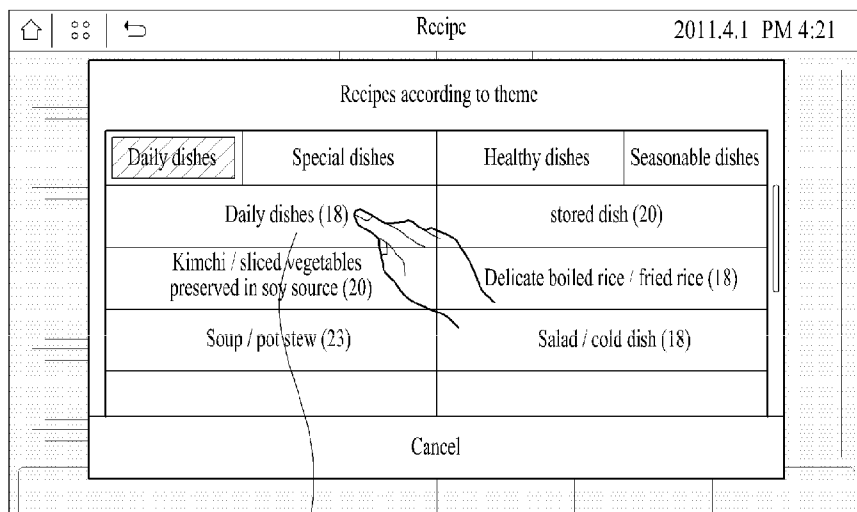 Recipe
2011.4.1 PM 4:21
Recipes according to theme
Daily dishes
Special dishes
Healthy dishes
Seasonable dishes
Daily dishes (18)
stored dish (20)
Kimchi / sliced vegetables
preserved in soy source (20)
Delicate boiled rice / fried rice (18)
Soup / pot stew (23)
Salad / cold dish (18)
Cancel